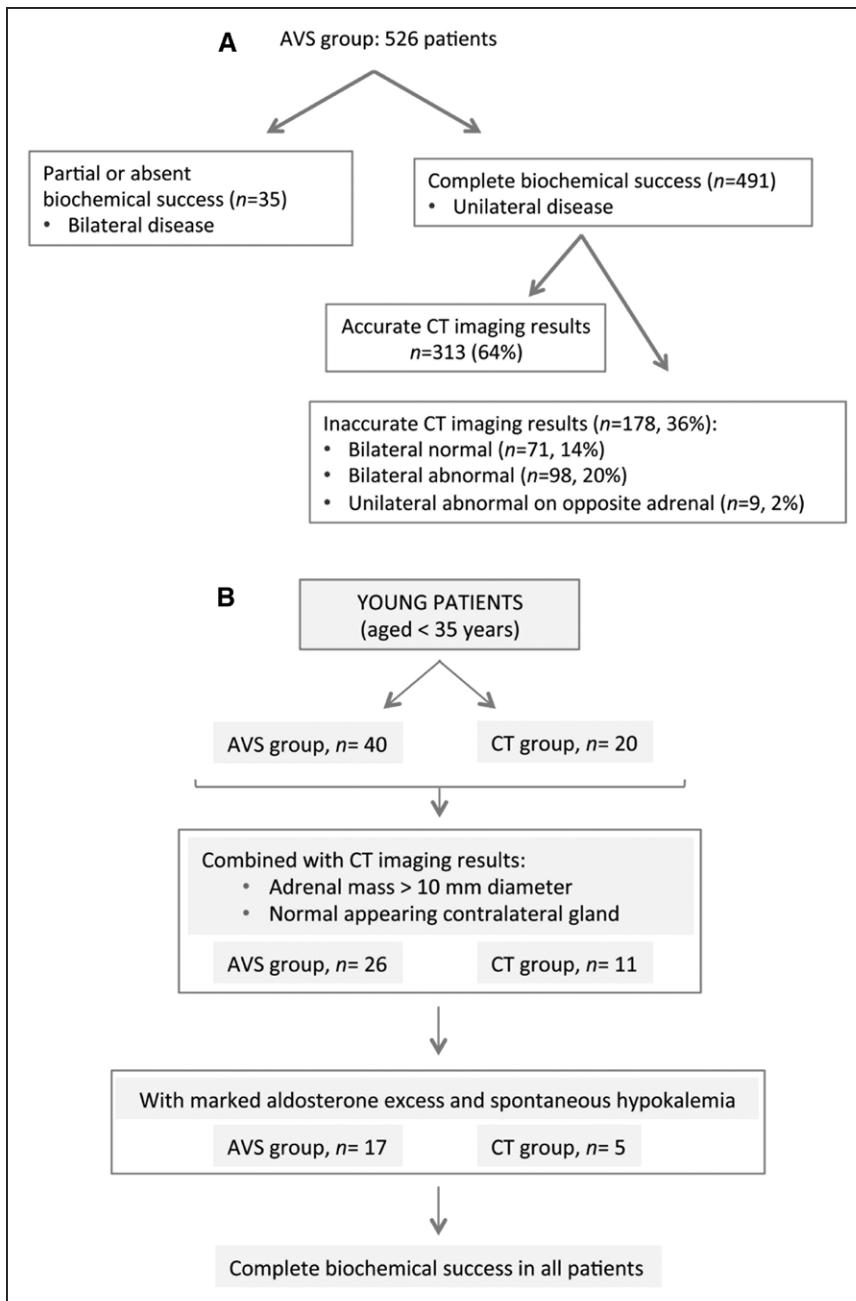 A
AVS group: 526 patients
Partial or absent
biochemical success (n=35)
• Bilateral disease
Complete biochemical success (n=491)
• Unilateral disease
Accurate CT imaging results
n=313 (64%)
Inaccurate CT imaging results (n=178, 36%):
• Bilateral normal (n=71, 14%)
• Bilateral abnormal (n=98, 20%)
• Unilateral abnormal on opposite adrenal (n=9, 2%)
B
YOUNG PATIENTS
(aged < 35 years)
AVS group, n= 40
CT group, n= 20
Combined with CT imaging results:
• Adrenal mass > 10 mm diameter
• Normal appearing contralateral gland
AVS group, n= 26
CT group, n= 11
With marked aldosterone excess and spontaneous hypokalemia
AVS group, n= 17
CT group, n= 5
Complete biochemical success in all patients